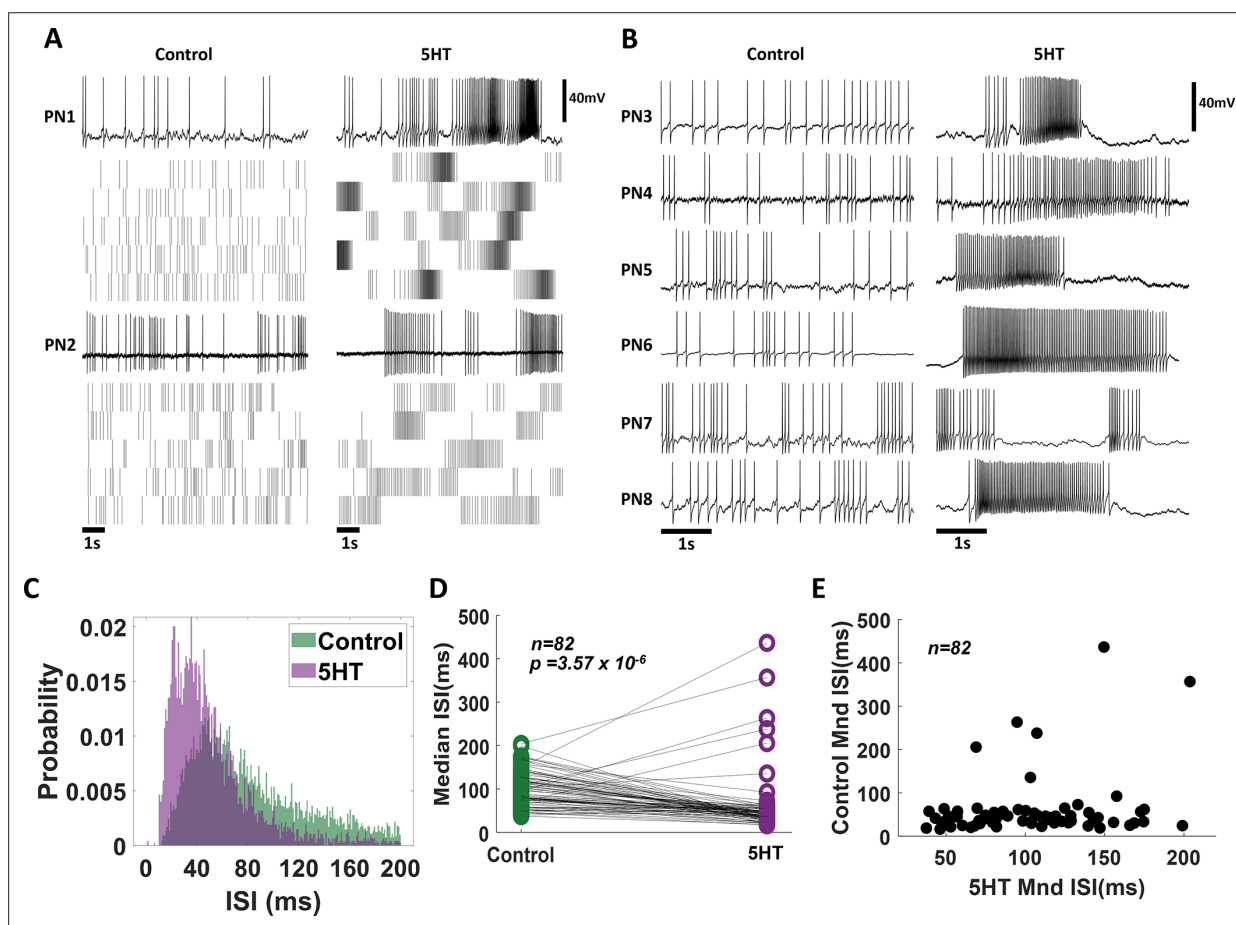 A
Control
5HT
PN1
40mV
PN2
1s
1s
B
Control
5HT
PN3
40mV
PN4
PN5
PN6
PN7
PN8
1s
1s
C
0.02
0.015
0.01
0.005
0
Probability
Control
5HT
0 40 80 120 160 200
ISI (ms)
D
500
400
300
200
100
0
Median ISI(ms)
n=82
p =3.57 x 10-6
Control 5HT
E
500
400
300
200
100
0
Control Mnd ISI(ms)
n=82
50 100 150 200
5HT Mnd ISI(ms)